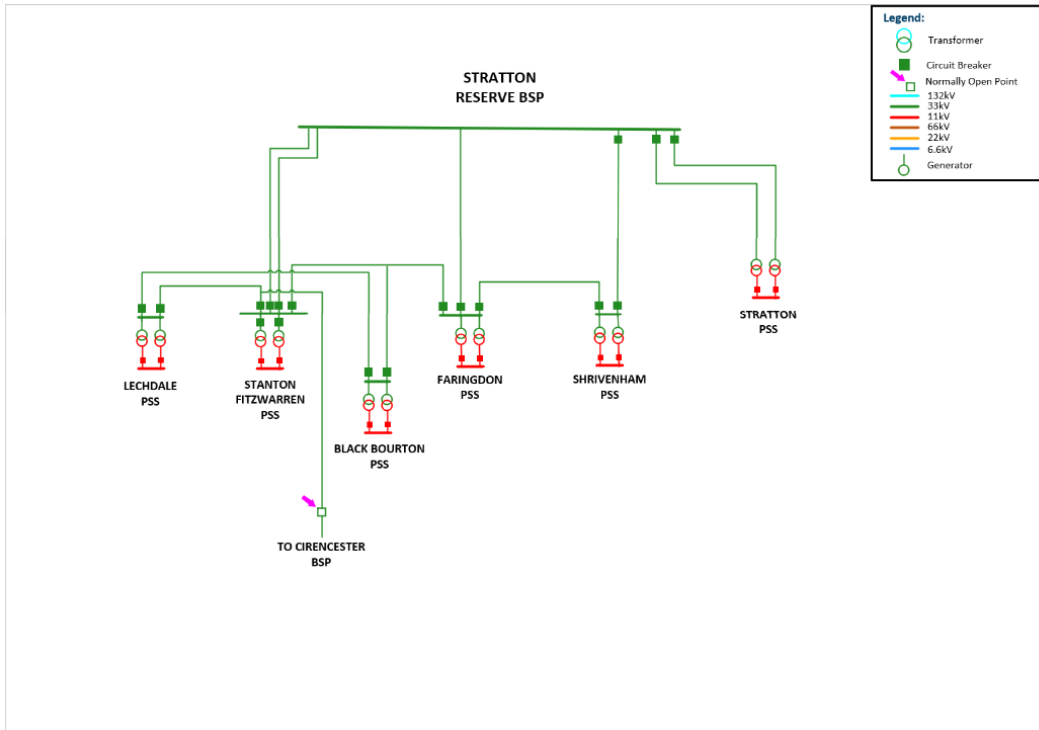 Legend:
Transformer
Circuit Breaker
Normally Open Point
132kV
33kV
11kV
66kV
22kV
6.6kV
Generator
STRATTON
RESERVE BSP
STRATTON
PSS
LECHDALE
PSS
STANTON
FITZWARREN
PSS
FARINGDON
PSS
SHRIVENHAM
PSS
BLACK BOURTON
PSS
TO CIRENCESTER
BSP